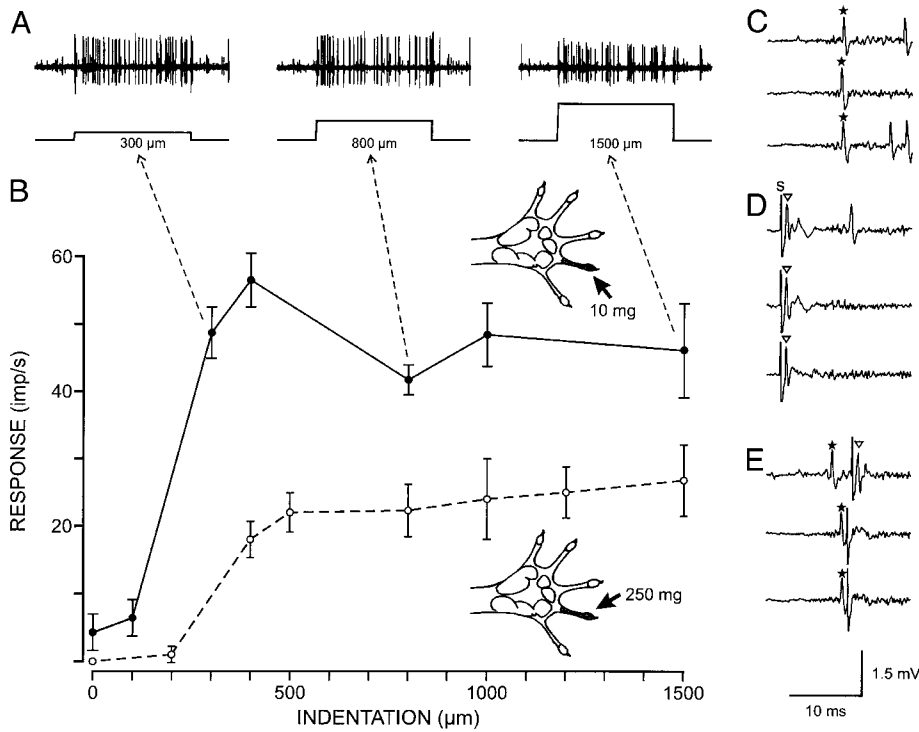 A
300 µm
800 µm
1500 µm
B
60
40
20
RESPONSE (imp/s)
10 mg
250 mg
0
500
1000
1500
INDENTATION (µm)
C
D
S
E
1.5 mV
10 ms